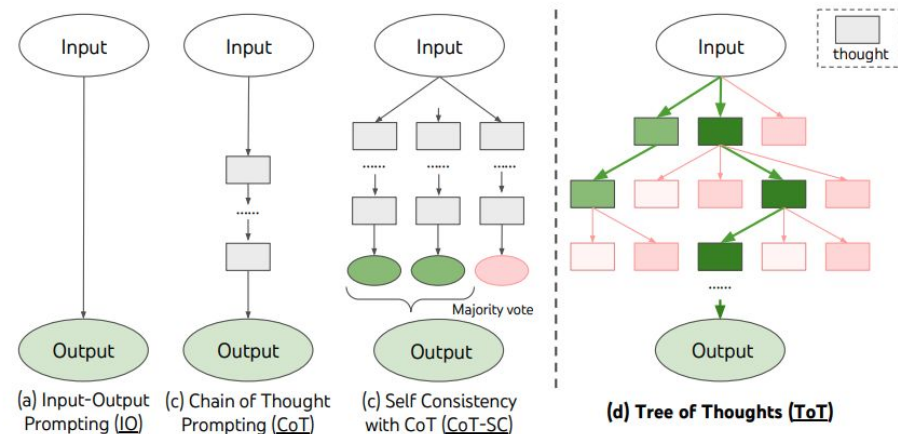 Input
Input
Input
Input
thought
......
......
......
......
......
Majority vote
Output
Output
Output
Output
(a) Input-Output
Prompting (IO)
(c) Chain of Thought
Prompting (CoT)
(c) Self Consistency
with CoT (CoT-SC)
(d) Tree of Thoughts (ToT)